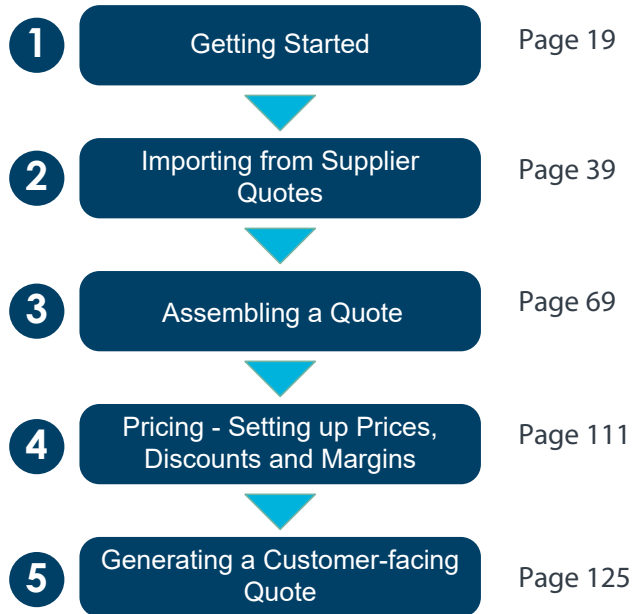 1
Getting Started
Page 19
2
Importing from Supplier
Quotes
Page 39
3
Assembling a Quote
Page 69
4
Pricing - Setting up Prices,
Discounts and Margins
Page 111
5
Generating a Customer-facing
Quote
Page 125